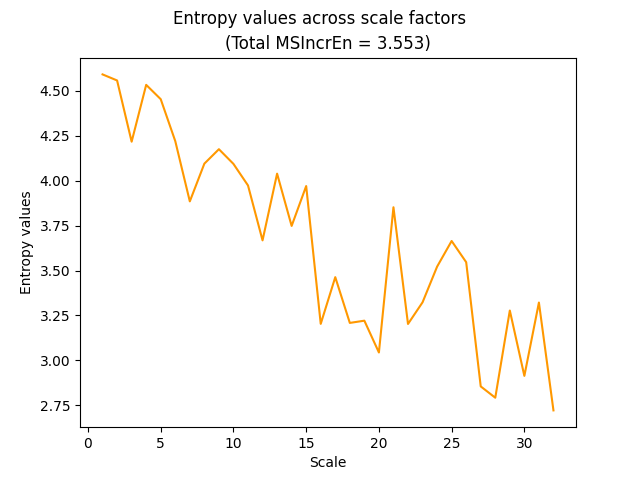 Entropy values across scale factors
(Total MSIncrEn = 3.553)
Entropy values
4.50
4.25
4.00
3.75
3.50
3.25
3.00
2.75
0 5 10 15 20 25 30
Scale